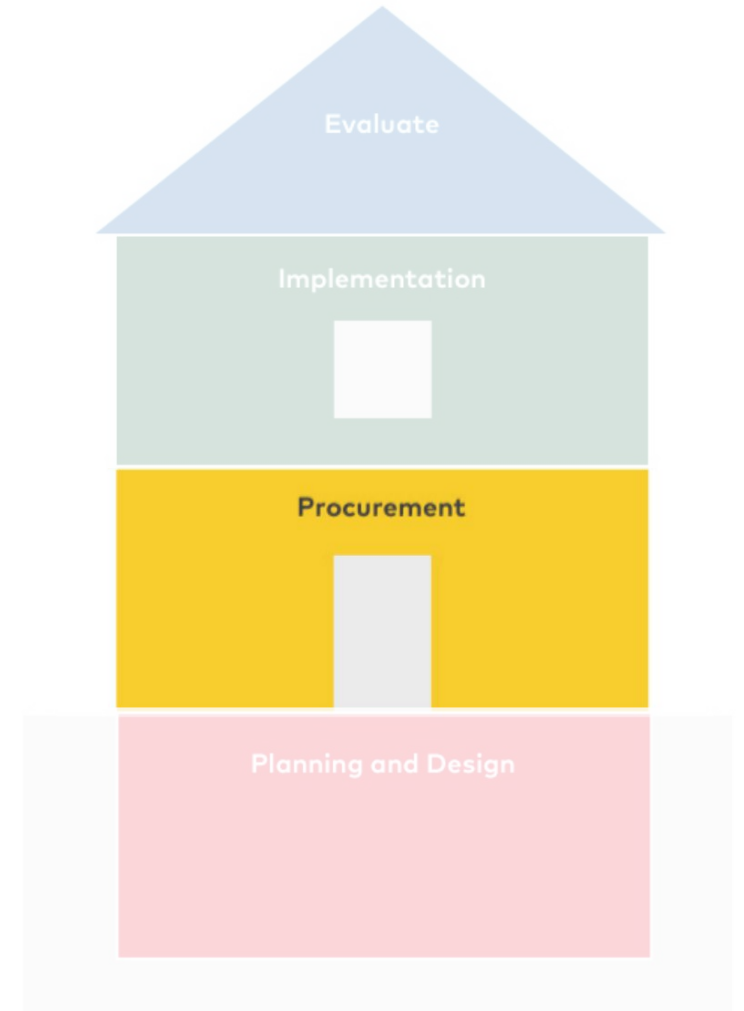 Evaluate
Implementation
Procurement
Planning and Design